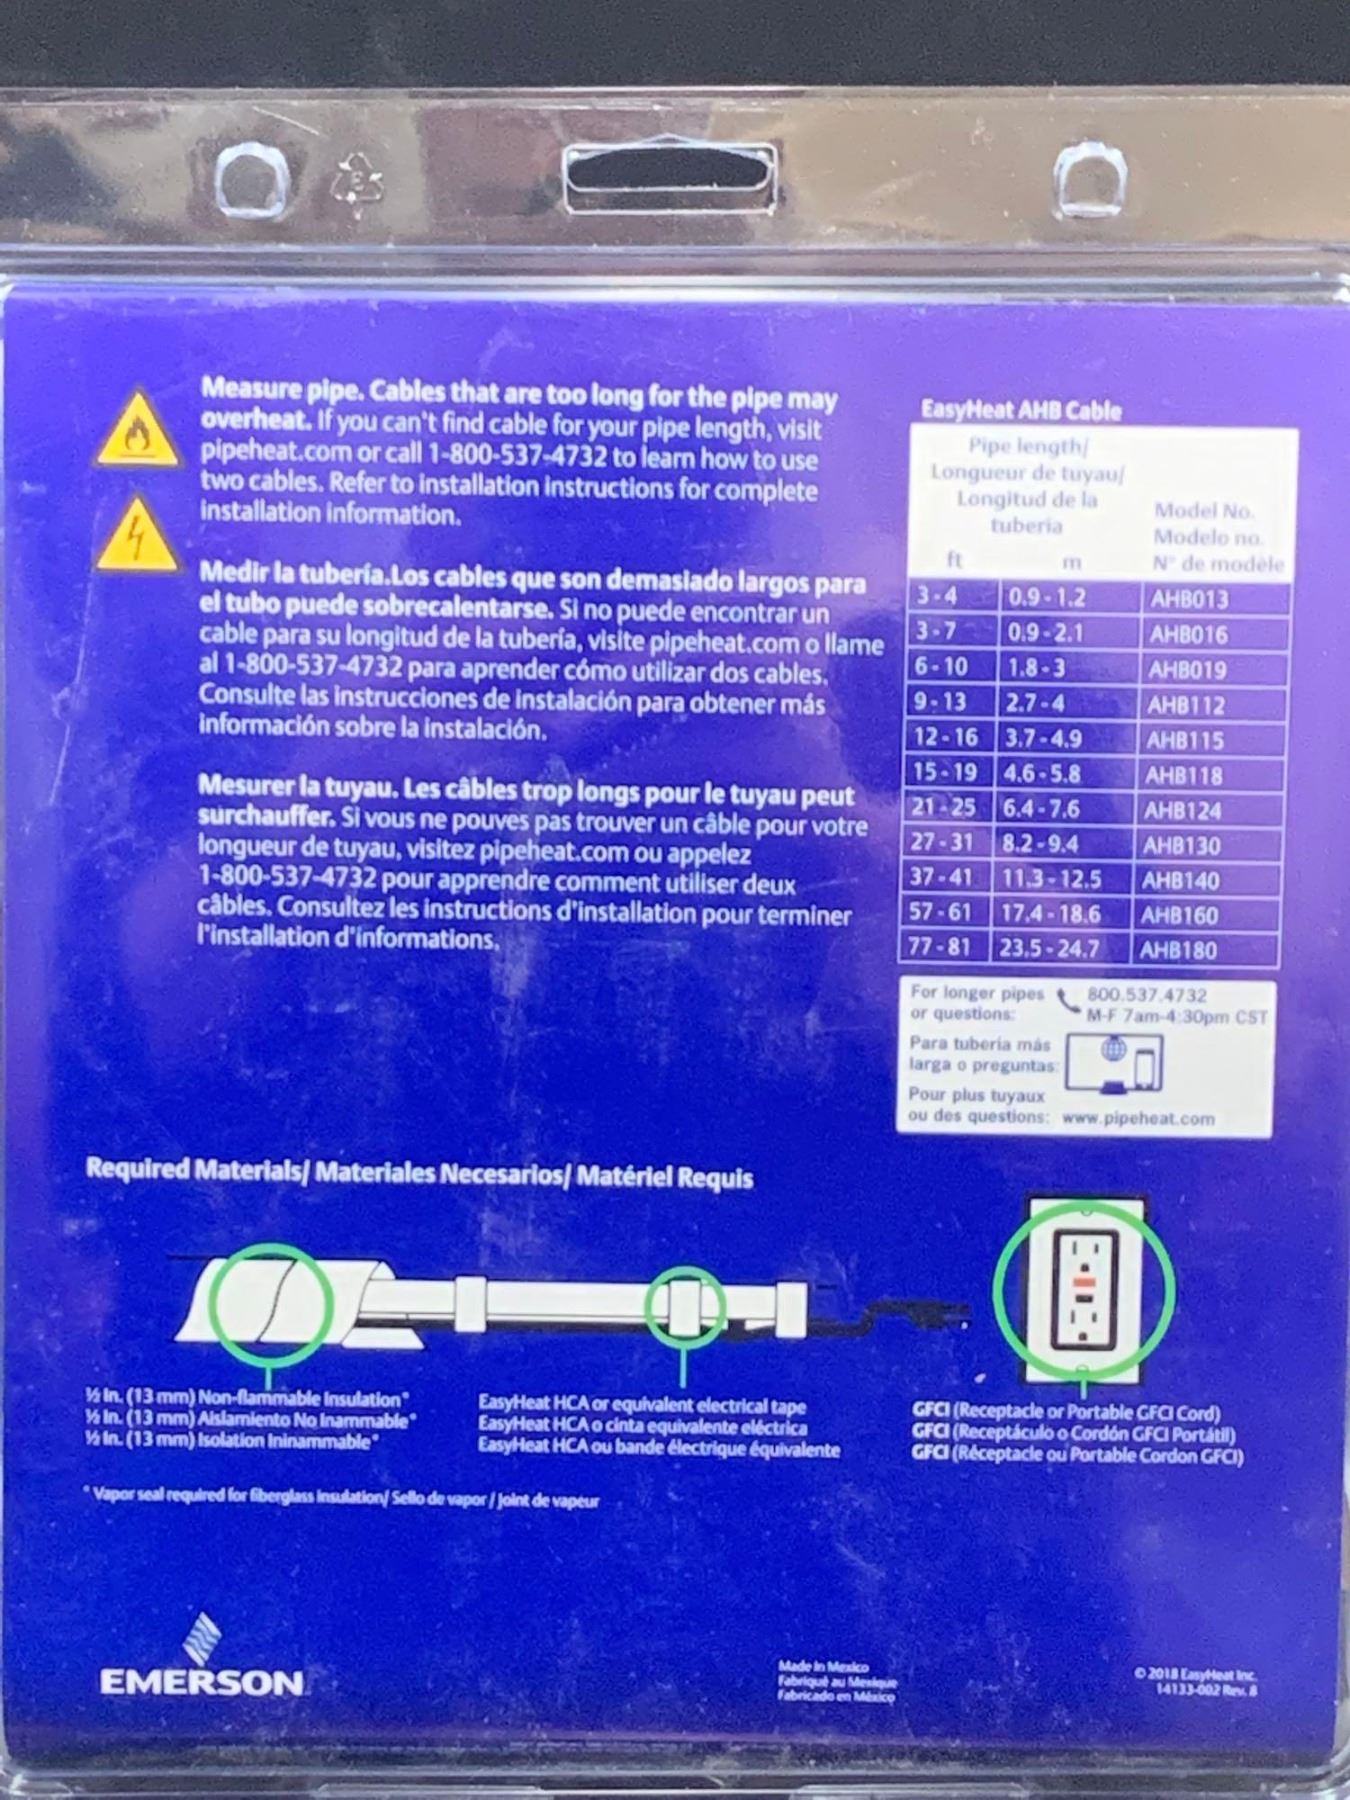 Measure pipe. Cables that are too long for the pipe may
overheat. If you can't find cable for your pipe length, visit
pipeheat.com or call 1-800-537-4732 to learn how to use
two cables. Refer to installation instructions for complete
installation information.
Medir la tubería.Los cables que son demasiado largos para
el tubo puede sobrecalentarse. Si no puede encontrar un
cable para su longitud de la tubería, visite pipeheat.com o llame
al 1-800-537-4732 para aprender cómo utilizar dos cables.
Consulte las instrucciones de instalación para obtener más
información sobre la instalación.
Mesurer la tuyau. Les câbles trop longs pour le tuyau peut
surchauffer. Si vous ne pouves pas trouver un câble pour votre
longueur de tuyau, visitez pipeheat.com ou appelez
1-800-537-4732 pour apprendre comment utiliser deux
câbles. Consultez les instructions d'installation pour terminer
l'installation d'informations.
EasyHeat AHB Cable
Pipe length/
Longueur de tuyau/
Longitud de la
tuberia
Model No.
Modelo no.
N° de modèle
ft m
3 - 4 0.9 - 1.2 AHB013
3 - 7 0.9 - 2.1 AHB016
6 - 10 1.8 - 3 AHB019
9 - 13 2.7 - 4 AHB112
12 - 16 3.7 - 4.9 AHB115
15 - 19 4.6 - 5.8 AHB118
21 - 25 6.4 - 7.6 AHB124
27 - 31 8.2 - 9.4 AHB130
37 - 41 11.3 - 12.5 AHB140
57 - 61 17.4 - 18.6 AHB160
77 - 81 23.5 - 24.7 AHB180
For longer pipes 800.537.4732
or questions: M-F 7am-4:30pm CST
Para tubería más
larga o preguntas:
Pour plus tuyaux
ou des questions: www.pipeheat.com
Required Materials/ Materiales Necesarios/ Matériel Requis
½ In. (13 mm) Non-flammable Insulation*
½ In. (13 mm) Aislamiento No Inammable*
½ In. (13 mm) Isolation Ininammable*
EasyHeat HCA or equivalent electrical tape
EasyHeat HCA o cinta equivalente eléctrica
EasyHeat HCA ou bande électrique équivalente
GFCI (Receptacle or Portable GFCI Cord)
GFCI (Receptáculo o Cordón GFCI Portátil)
GFCI (Réceptacle ou Portable Cordon GFCI)
* Vapor seal required for fiberglass insulation/ Sello de vapor / Joint de vapeur
EMERSON
Made in Mexico
Fabriqué au Mexique
Fabricado en México
© 2018 EasyHeat Inc.
14133-002 Rev. 8